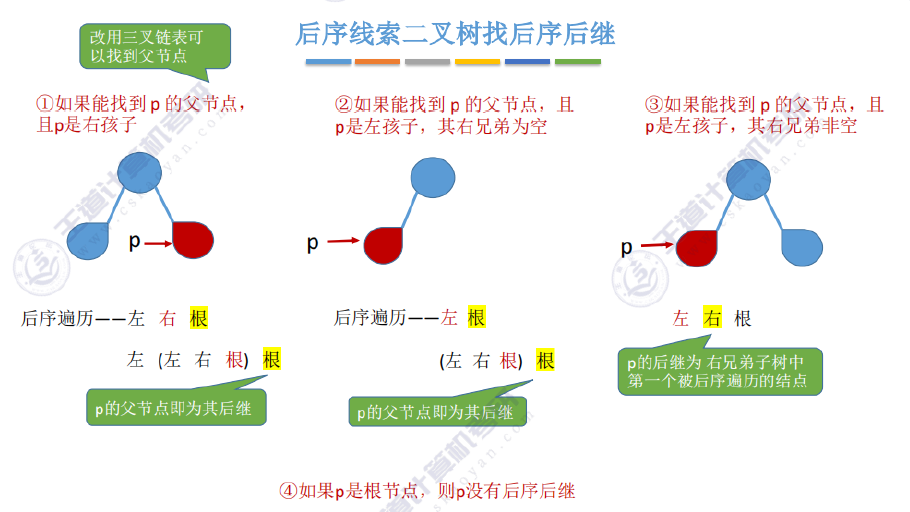 后序线索二叉树找后序后继
改用三叉链表可
以找到父节点
①如果能找到 p 的父节点，
且p是右孩子
p
后序遍历——左 右 根
左 (左 右 根) 根
p的父节点即为其后继
②如果能找到 p 的父节点，且
p是左孩子，其右兄弟为空
p
后序遍历——左 根
(左 右 根) 根
p的父节点即为其后继
③如果能找到 p 的父节点，且
p是左孩子，其右兄弟非空
p
左 右 根
p的后继为 右兄弟子树中
第一个被后序遍历的结点
④如果p是根节点，则p没有后序后继
王道计算机考研